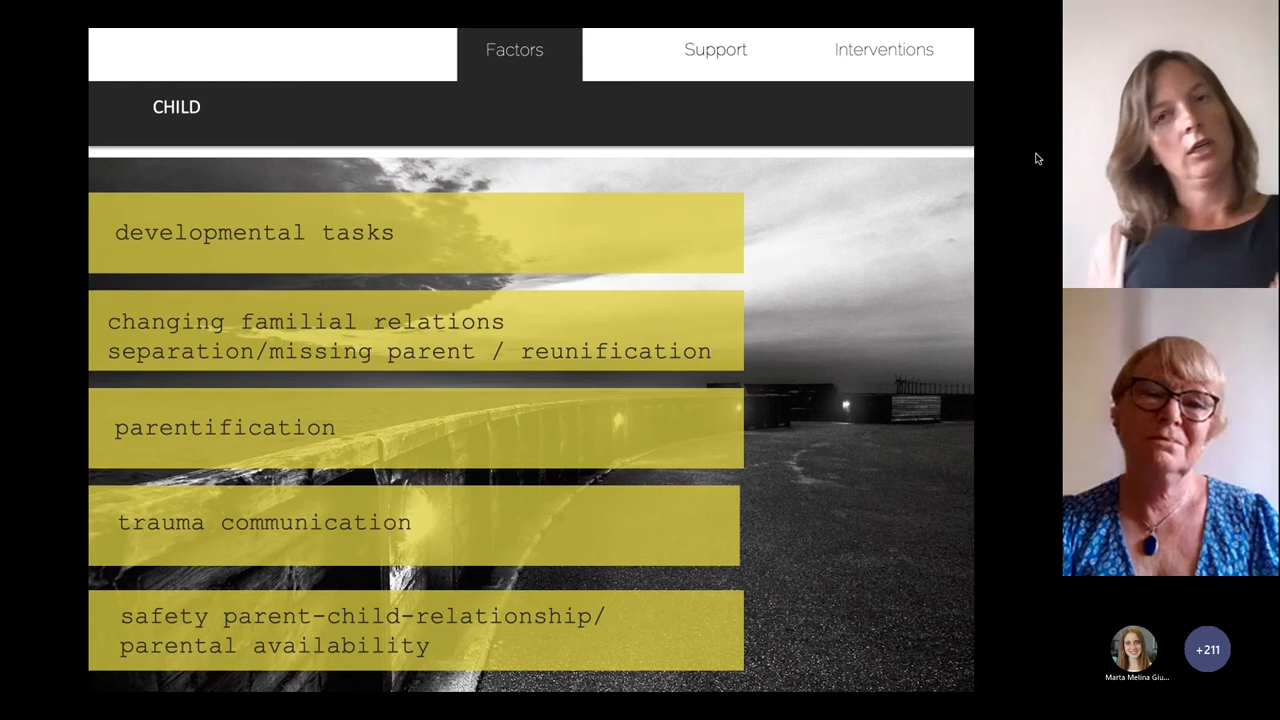 Factors
Support
Interventions
CHILD
developmental tasks
changing familial relations
separation/missing parent / reunification
parentification
trauma communication
safety parent-child-relationship/
parental availability
+211
Marta Melina Giu...